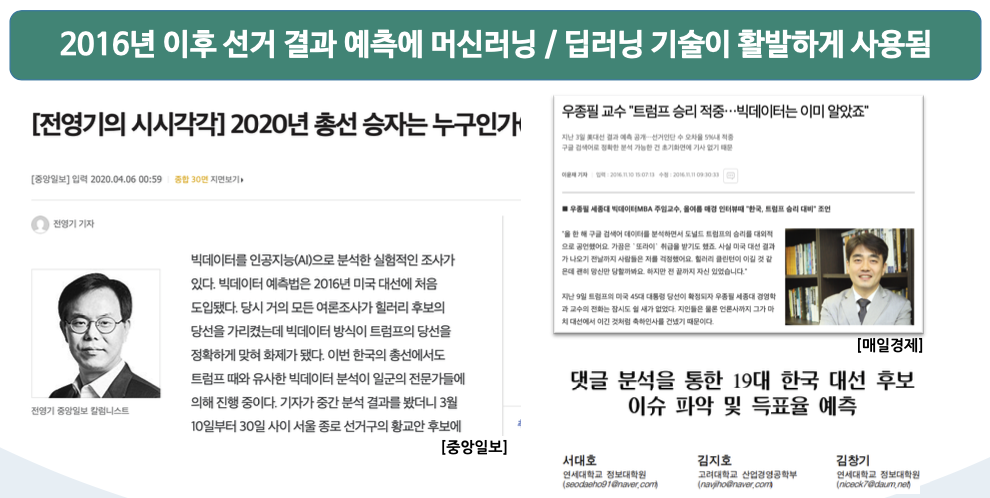 2016년 이후 선거 결과 예측에 머신러닝 / 딥러닝 기술이 활발하게 사용됨
[전영기의 시시각각] 2020년 총선 승자는 누구인가
[중앙일보] 입력 2020.04.06 00:59 종합 30면 지면보기
전영기 기자
빅데이터를 인공지능(AI)으로 분석한 실험적인 조사가
있다. 빅데이터 예측법은 2016년 미국 대선에 처음
도입됐다. 당시 거의 모든 여론조사가 힐러리 후보의
당선을 가리켰는데 빅데이터 방식이 트럼프의 당선을
정확하게 맞혀 화제가 됐다. 이번 한국의 총선에서도
트럼프 때와 유사한 빅데이터 분석이 일군의 전문가들에
의해 진행 중이다. 기자가 중간 분석 결과를 봤더니 3월
10일부터 30일 사이 서울 종로 선거구의 황교안 후보에
전영기 중앙일보 칼럼니스트
[중앙일보]
우종필 교수 "트럼프 승리 적중…빅데이터는 이미 알았죠"
지난 3일 美대선 결과 예측 공개…선거인단 수 오차율 5%내 적중
구글 검색어로 정확한 분석 가능한 건 초기화면에 기사 없기 때문
이윤재 기자 입력 : 2016.11.10 15:07:13 수정 : 2016.11.11 09:30:33
■ 우종필 세종대 빅데이터MBA 주임교수, 올여름 매경 인터뷰때 "한국, 트럼프 승리 대비" 조언
"올 한 해 구글 검색어 데이터를 분석하면서 도널드 트럼프의 승리를 대외적
으로 공언했어요. 가끔은 '또라이' 취급을 받기도 했죠. 사실 미국 대선 결과
가 나오기 전날까지 사람들은 저를 걱정했어요. 힐러리 클린턴이 이길 것 같
은데 괜히 망신만 당할까봐요. 하지만 전 끝까지 자신 있었습니다."
지난 9일 트럼프의 미국 45대 대통령 당선이 확정되자 우종필 세종대 경영학
과 교수의 전화는 잠시도 쉴 새가 없었다. 지인들은 물론 언론사까지 그가 마
치 대선에서 이긴 것처럼 축하인사를 건넸기 때문이다.
[매일경제]
댓글 분석을 통한 19대 한국 대선 후보
이슈 파악 및 득표율 예측
서대호 김지호 김창기
연세대학교 정보대학원 고려대학교 산업경영공학부 연세대학교 정보대학원
(seodaeho91@naver.com) (navjiho@naver.com) (niceck7@daum.net)